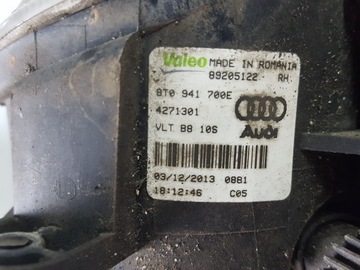 Valeo MADE IN ROMANIA
89205122 RH.
8T0 941 700E
4271301
VLT B8 10S
Audi
03/12/2013 0881
18:12:46 C05